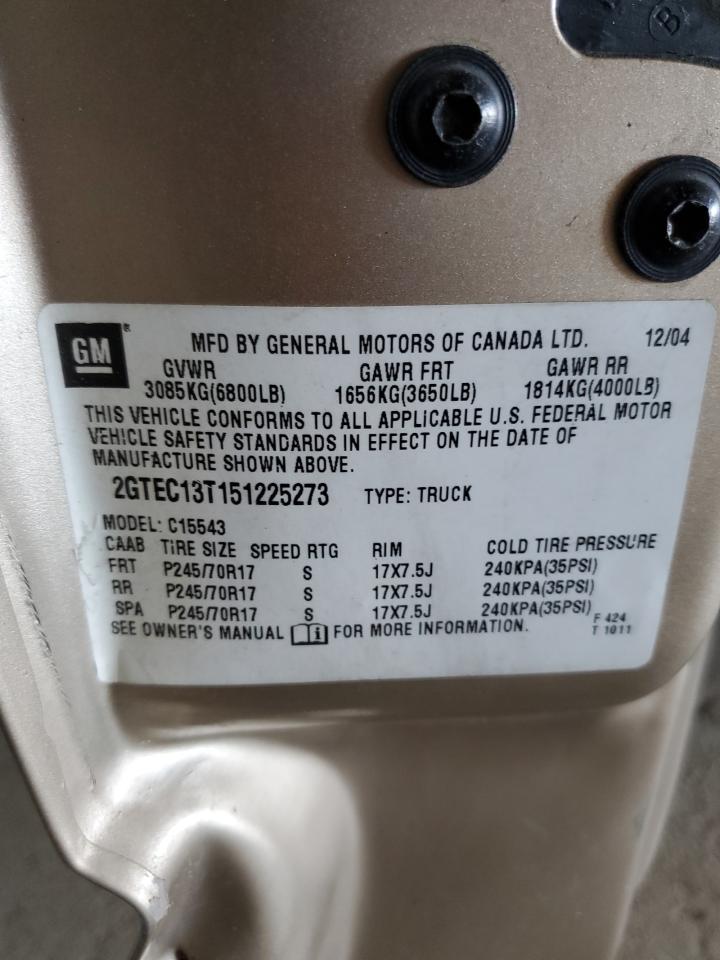 B
GM®
MFD BY GENERAL MOTORS OF CANADA LTD. 12/04
GVWR GAWR FRT GAWR RR
3085KG(6800LB) 1656KG(3650LB) 1814KG(4000LB)
THIS VEHICLE CONFORMS TO ALL APPLICABLE U.S. FEDERAL MOTOR
VEHICLE SAFETY STANDARDS IN EFFECT ON THE DATE OF
MANUFACTURE SHOWN ABOVE.
2GTEC13T151225273 TYPE: TRUCK
MODEL: C15543
CAAB TIRE SIZE SPEED RTG RIM COLD TIRE PRESSURE
FRT P245/70R17 S 17X7.5J 240KPA(35PSI)
RR P245/70R17 S 17X7.5J 240KPA(35PSI)
SPA P245/70R17 S 17X7.5J 240KPA(35PSI)
SEE OWNER'S MANUAL i FOR MORE INFORMATION.
F 424
T 1011